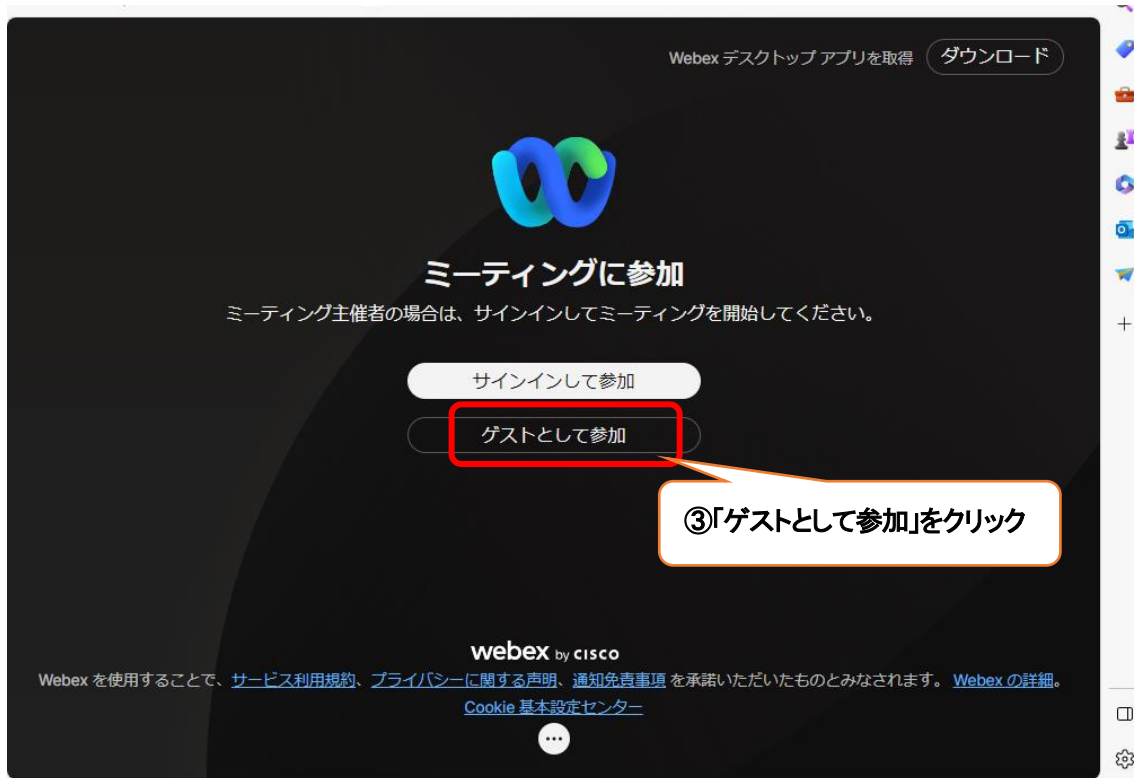 Webex デスクトップ アプリを取得 ダウンロード
ミーティングに参加
ミーティング主催者の場合は、サインインしてミーティングを開始してください。
サインインして参加
ゲストとして参加
③「ゲストとして参加」をクリック
webex by CISCO
Webex を使用することで、サービス利用規約、プライバシーに関する声明、通知免責事項 を承諾いただいたものとみなされます。 Webex の詳細。
Cookie 基本設定センター